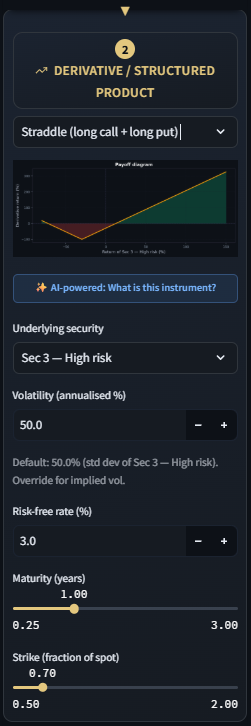 2
DERIVATIVE / STRUCTURED
PRODUCT
Straddle (long call + long put)
Payoff diagram
Derivative return (%)
Return of Sec 3 — High risk (%)
✨ AI-powered: What is this instrument?
Underlying security
Sec 3 — High risk
Volatility (annualised %)
50.0 − +
Default: 50.0% (std dev of Sec 3 — High risk).
Override for implied vol.
Risk-free rate (%)
3.0 − +
Maturity (years)
1.00
0.25 3.00
Strike (fraction of spot)
0.70
0.50 2.00